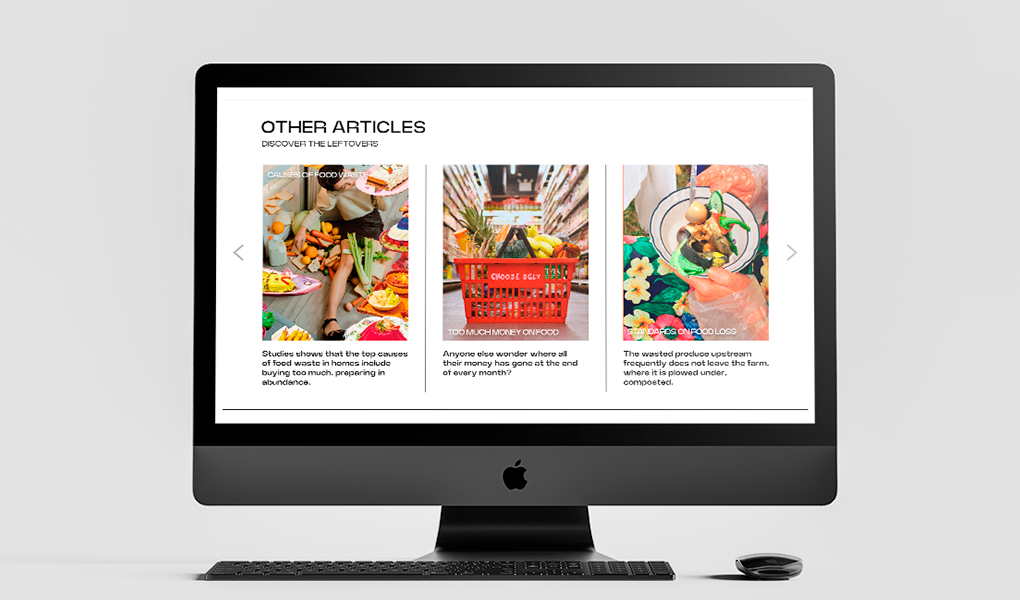 OTHER ARTICLES
DISCOVER THE LEFTOVERS
CAUSES OF FOOD WASTE
CHOOSE UGLY
TOO MUCH MONEY ON FOOD
STANDARDS ON FOOD LOSS
Studies shows that the top causes
of food waste in homes include
buying too much, preparing in
abundance.
Anyone else wonder where all
their money has gone at the end
of every month?
The wasted produce upstream
frequently does not leave the farm,
where it is plowed under,
composted.